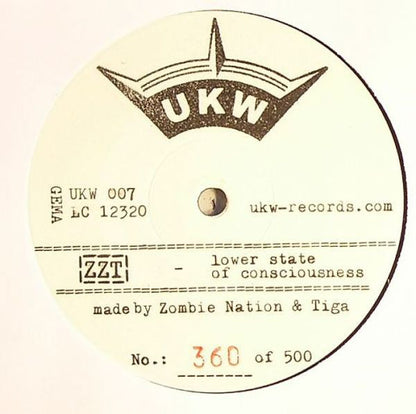 UKW
GEMA
UKW 007
LC 12320
ukw-records.com
ZZT - lower state
of consciousness
made by Zombie Nation & Tiga
No.: 360 of 500